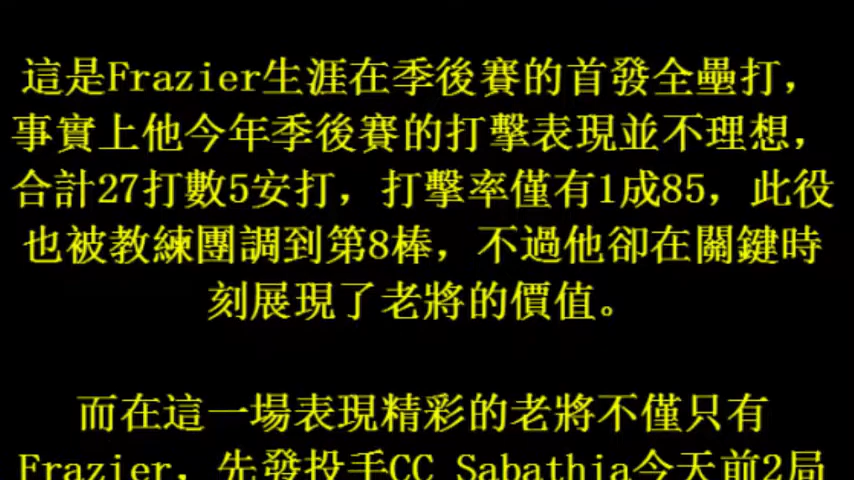 這是Frazier生涯在季後賽的首發全壘打，
事實上他今年季後賽的打擊表現並不理想，
合計27打數5安打，打擊率僅有1成85，此役
也被教練團調到第8棒，不過他卻在關鍵時
刻展現了老將的價值。
而在這一場表現精彩的老將不僅只有
Frazier，先發投手CC Sabathia今天前2局